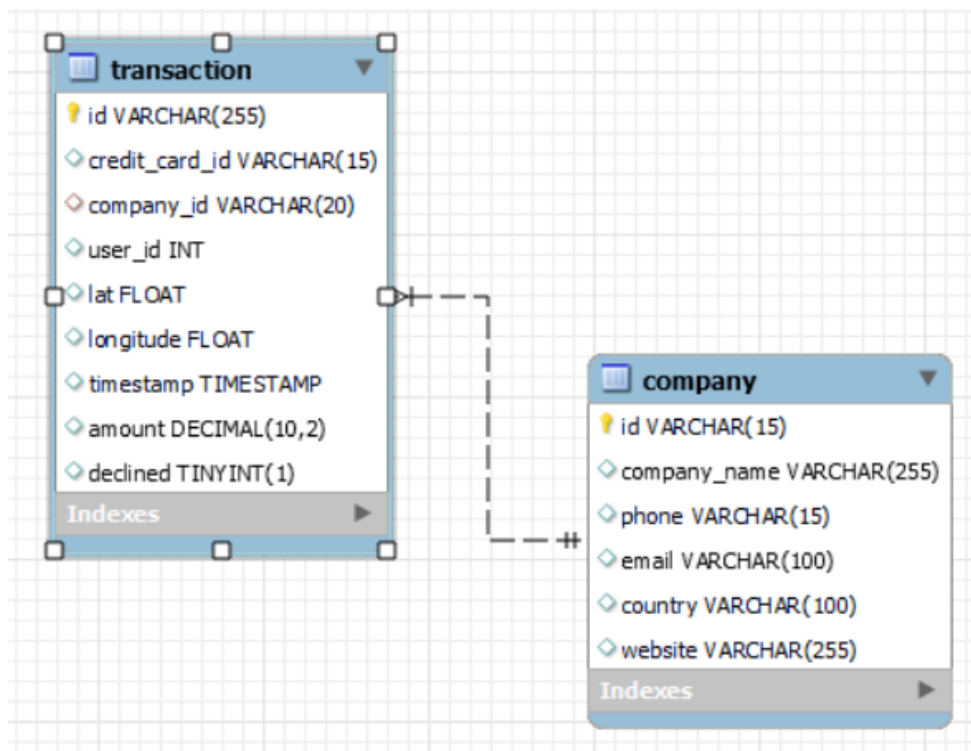 transaction
id VARCHAR(255)
credit_card_id VARCHAR(15)
company_id VARCHAR(20)
user_id INT
lat FLOAT
longitude FLOAT
timestamp TIMESTAMP
amount DECIMAL(10,2)
declined TINYINT(1)
Indexes
company
id VARCHAR(15)
company_name VARCHAR(255)
phone VARCHAR(15)
email VARCHAR(100)
country VARCHAR(100)
website VARCHAR(255)
Indexes